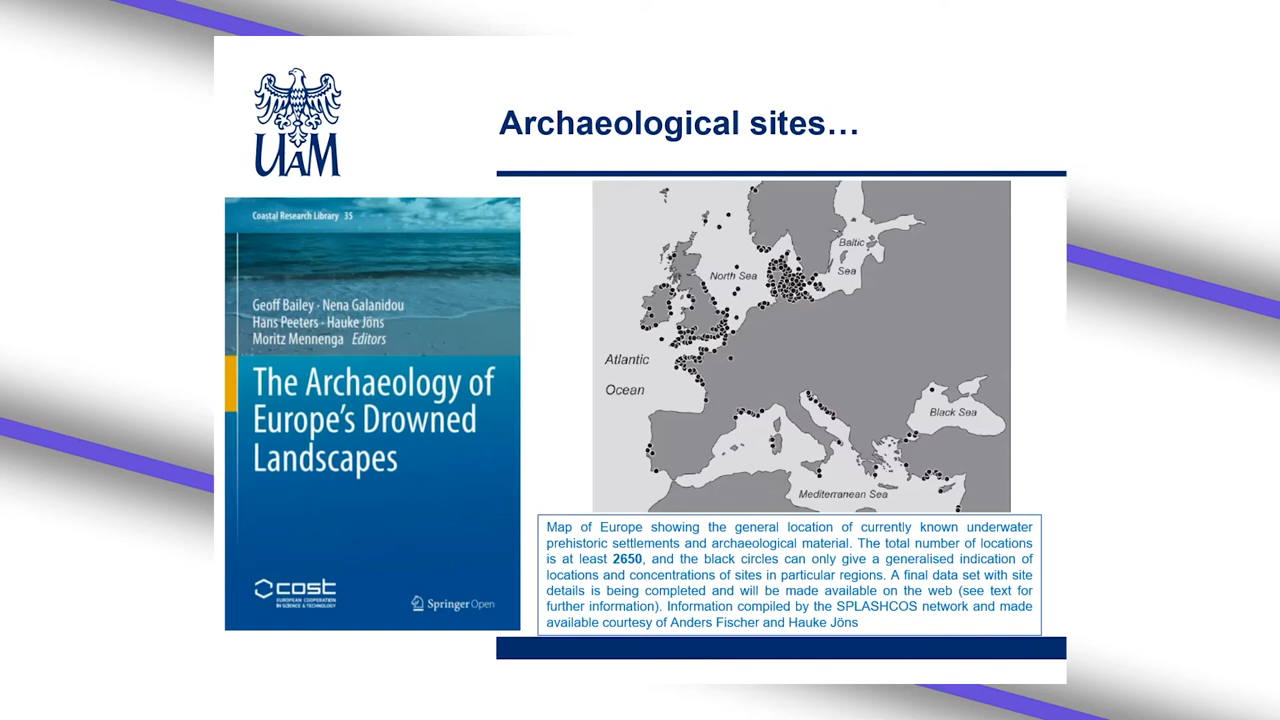 UAM
Archaeological sites…
Coastal Research Library 35
Geoff Bailey · Nena Galanidou
Hans Peeters · Hauke Jöns
Moritz Mennenga Editors
The Archaeology of
Europe's Drowned
Landscapes
cost
EUROPEAN COOPERATION
IN SCIENCE & TECHNOLOGY
Springer Open
Baltic
Sea
North Sea
Atlantic
Ocean
Black Sea
Mediterranean Sea
Map of Europe showing the general location of currently known underwater
prehistoric settlements and archaeological material. The total number of locations
is at least 2650, and the black circles can only give a generalised indication of
locations and concentrations of sites in particular regions. A final data set with site
details is being completed and will be made available on the web (see text for
further information). Information compiled by the SPLASHCOS network and made
available courtesy of Anders Fischer and Hauke Jöns